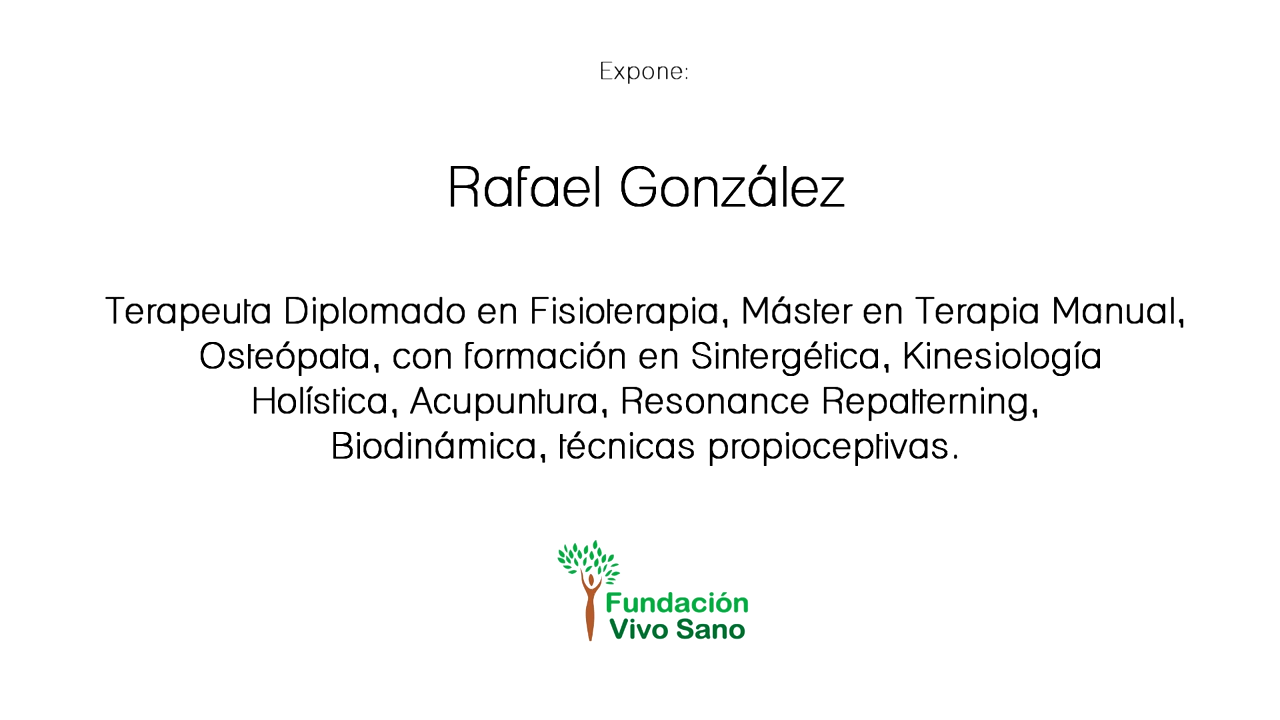 Expone:
Rafael González
Terapeuta Diplomado en Fisioterapia, Máster en Terapia Manual,
Osteópata, con formación en Sintergética, Kinesiología
Holística, Acupuntura, Resonance Repatterning,
Biodinámica, técnicas propioceptivas.
Fundación
Vivo Sano